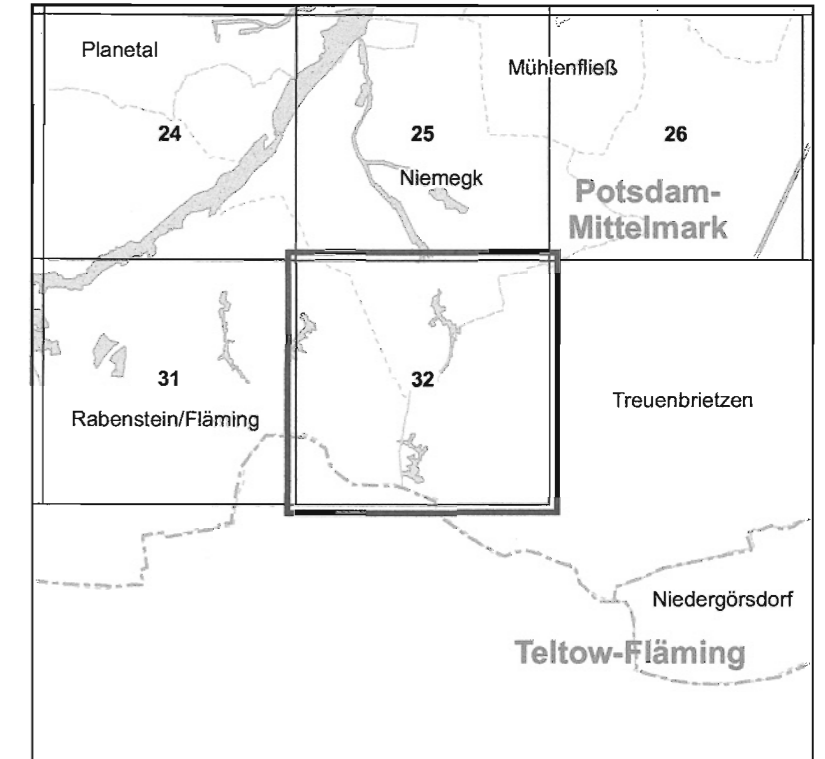 Planetal
Mühlenfließ
24
25
26
Niemegk
Potsdam-
Mittelmark
31
32
Rabenstein/Fläming
Treuenbrietzen
Niedergörsdorf
Teltow-Fläming